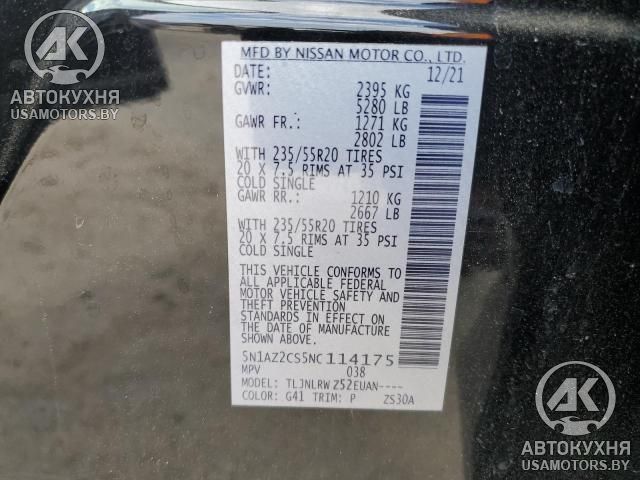 AK
АВТОКУХНЯ
USAMOTORS.BY
MFD BY NISSAN MOTOR CO., LTD.
DATE: 12/21
GVWR: 2395 KG
5280 LB
GAWR FR.: 1271 KG
2802 LB
WITH 235/55R20 TIRES
20 X 7.5 RIMS AT 35 PSI
COLD SINGLE
GAWR RR.: 1210 KG
2667 LB
WITH 235/55R20 TIRES
20 X 7.5 RIMS AT 35 PSI
COLD SINGLE
THIS VEHICLE CONFORMS TO
ALL APPLICABLE FEDERAL
MOTOR VEHICLE SAFETY AND
THEFT PREVENTION
STANDARDS IN EFFECT ON
THE DATE OF MANUFACTURE
SHOWN ABOVE.
5N1AZ2CS5NC114175
MPV 038
MODEL: TLJNLRW Z52EUAN----
COLOR: G41 TRIM: P ZS30A
AK
АВТОКУХНЯ
USAMOTORS.BY